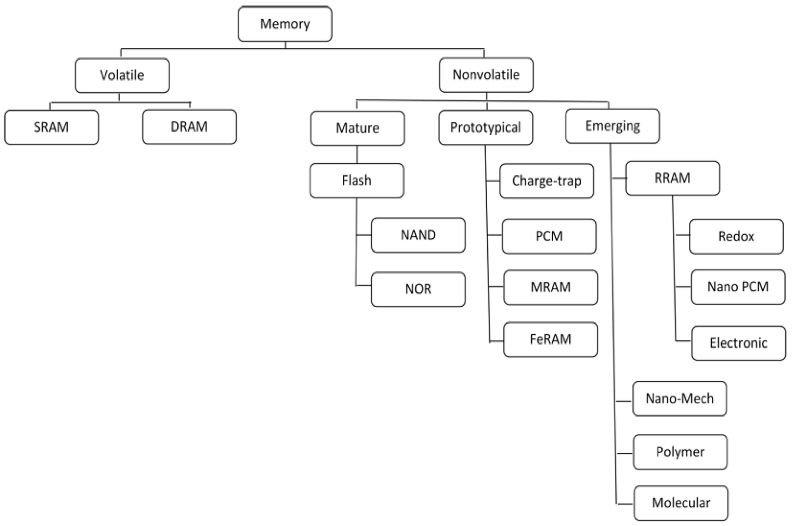 Memory
Volatile
Nonvolatile
SRAM
DRAM
Mature
Prototypical
Emerging
Flash
Charge-trap
RRAM
NAND
PCM
Redox
NOR
MRAM
Nano PCM
FeRAM
Electronic
Nano-Mech
Polymer
Molecular